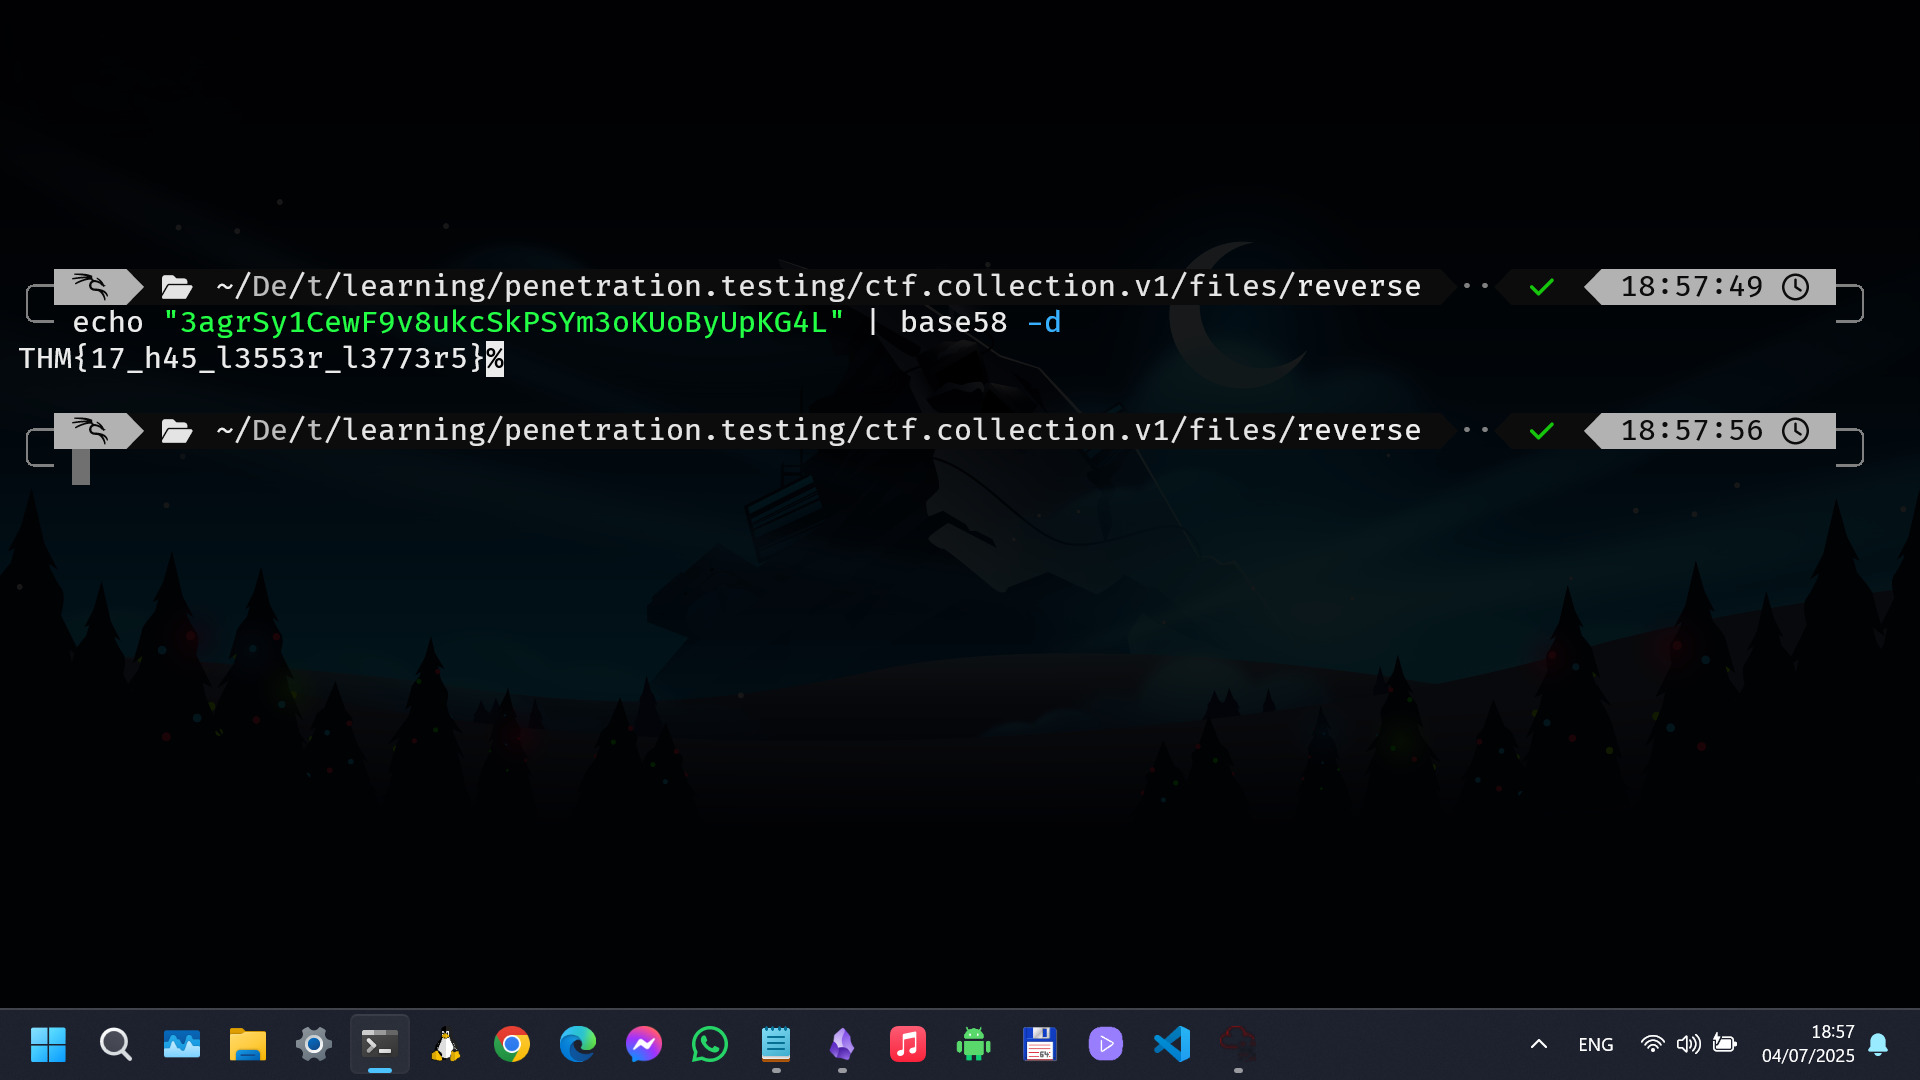 ~/De/t/learning/penetration.testing/ctf.collection.v1/files/reverse ·· ✓ 18:57:49
echo "3agrSy1CewF9v8ukcSkPSYm3oKUoByUpKG4L" | base58 -d
THM{17_h45_l3553r_l3773r5}%
~/De/t/learning/penetration.testing/ctf.collection.v1/files/reverse ·· ✓ 18:57:56
ENG
18:57
04/07/2025